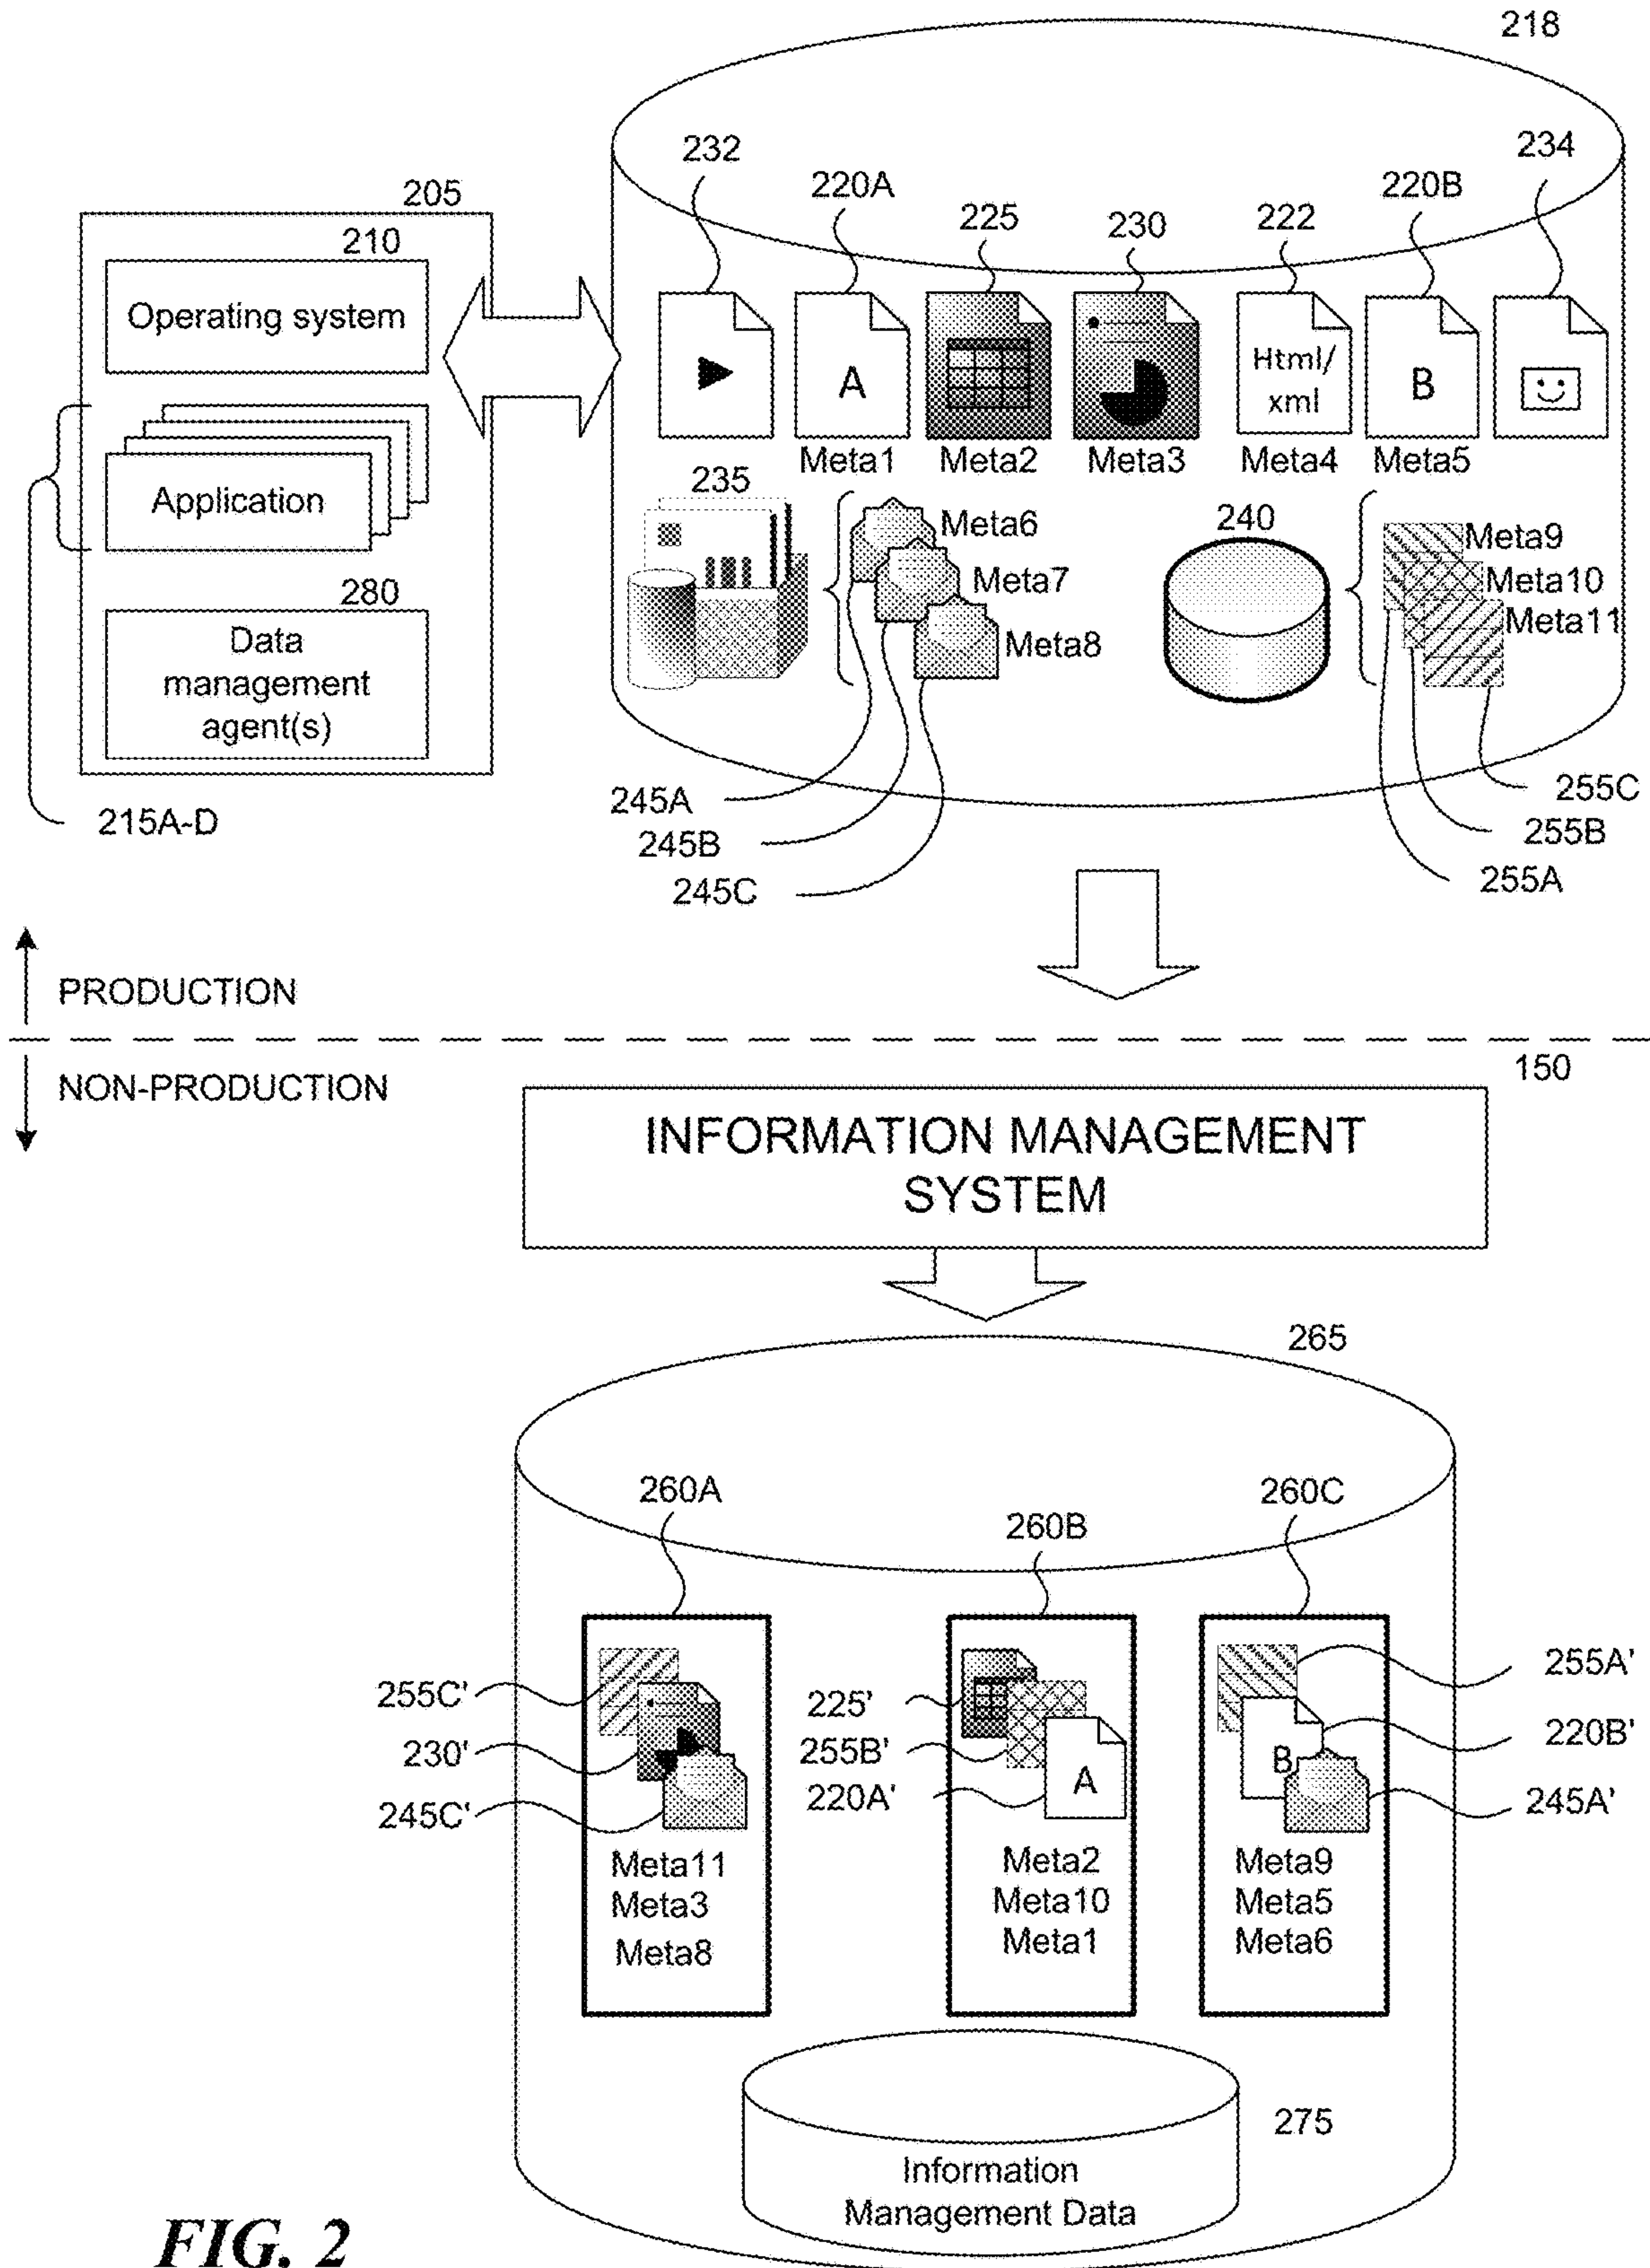 218
232
234
220A
220B
205
225
230
222
210
Operating system
Html/
xml
A
B
Meta1
Meta2
Meta3
Meta4
Meta5
235
Application
Meta6
240
Meta9
Meta7
Meta10
280
Meta11
Data
management
agent(s)
Meta8
245A
255C
215A-D
245B
255B
245C
255A
PRODUCTION
150
NON-PRODUCTION
INFORMATION MANAGEMENT
SYSTEM
265
260A
260C
260B
255C'
225'
255A'
230'
255B'
220B'
B
245C'
220A'
A
245A'
Meta11
Meta3
Meta8
Meta2
Meta10
Meta1
Meta9
Meta5
Meta6
275
Information
Management Data
FIG. 2